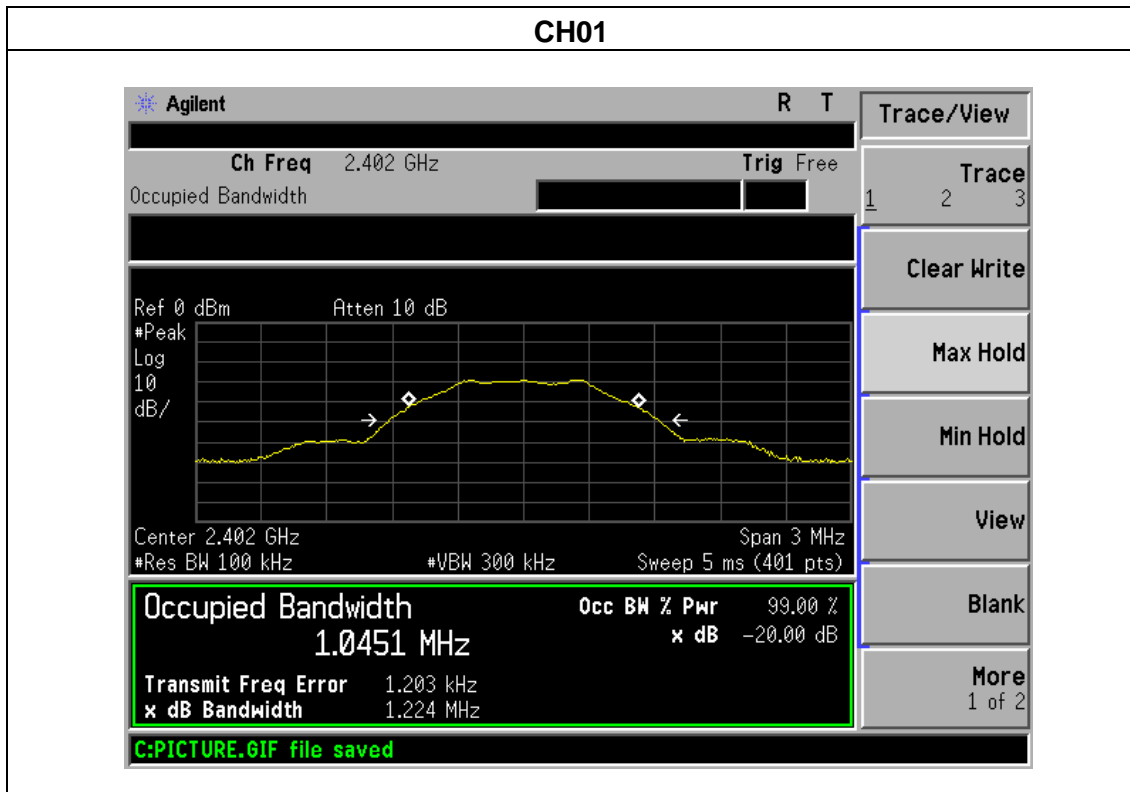 CH01
Agilent R T
Ch Freq 2.402 GHz Trig Free
Occupied Bandwidth
Ref 0 dBm Atten 10 dB
#Peak
Log
10
dB/
Center 2.402 GHz Span 3 MHz
#Res BW 100 kHz #VBW 300 kHz Sweep 5 ms (401 pts)
Occupied Bandwidth Occ BW % Pwr 99.00 %
1.0451 MHz x dB -20.00 dB
Transmit Freq Error 1.203 kHz
x dB Bandwidth 1.224 MHz
C:PICTURE.GIF file saved
Trace/View
Trace
1 2 3
Clear Write
Max Hold
Min Hold
View
Blank
More
1 of 2